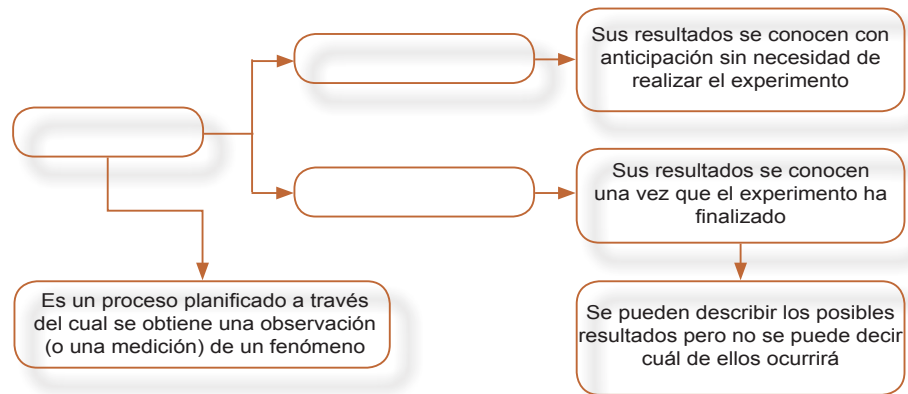 Sus resultados se conocen con
anticipación sin necesidad de
realizar el experimento
Sus resultados se conocen
una vez que el experimento ha
finalizado
Es un proceso planificado a través
del cual se obtiene una observación
(o una medición) de un fenómeno
Se pueden describir los posibles
resultados pero no se puede decir
cuál de ellos ocurrirá